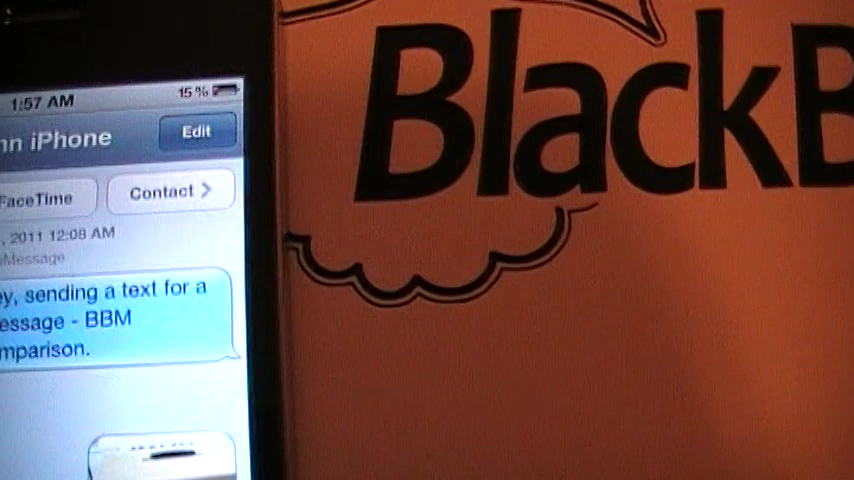 1:57 AM
15 %
nn iPhone
Edit
FaceTime
Contact
, 2011 12:08 AM
Message
ey, sending a text for a
essage - BBM
mparison.
BlackB